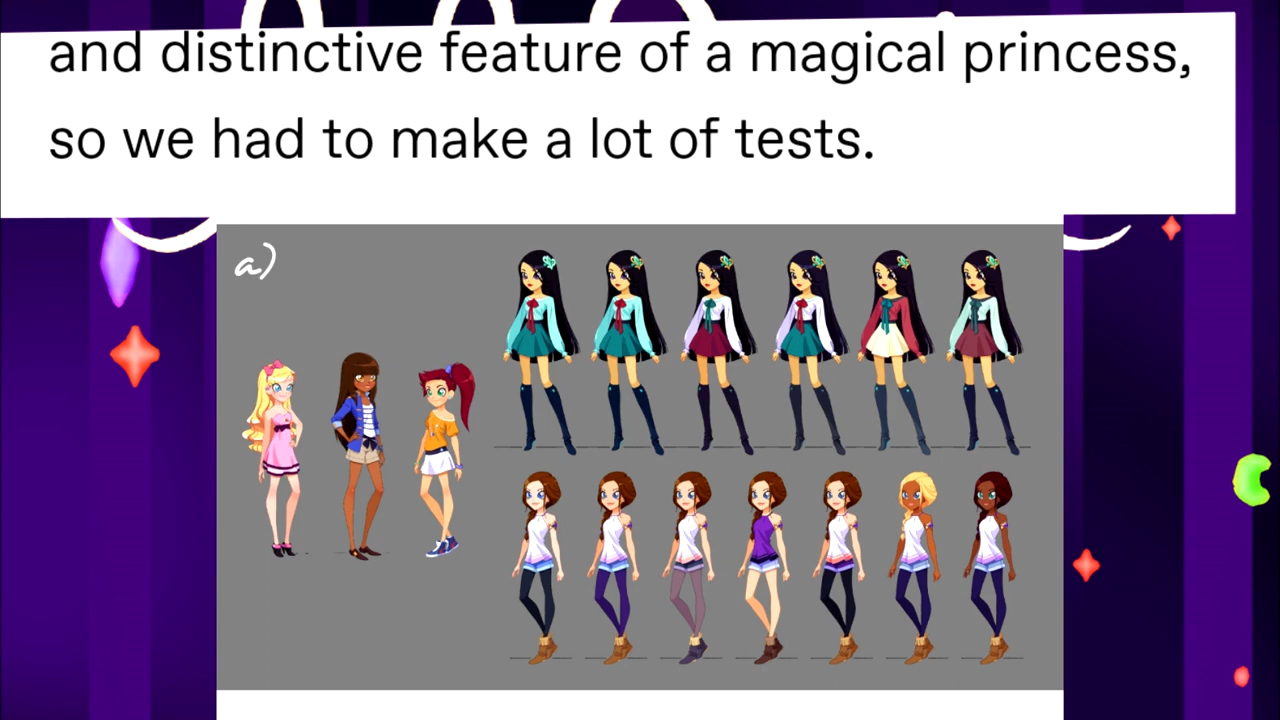 and distinctive feature of a magical princess,
so we had to make a lot of tests.
a)